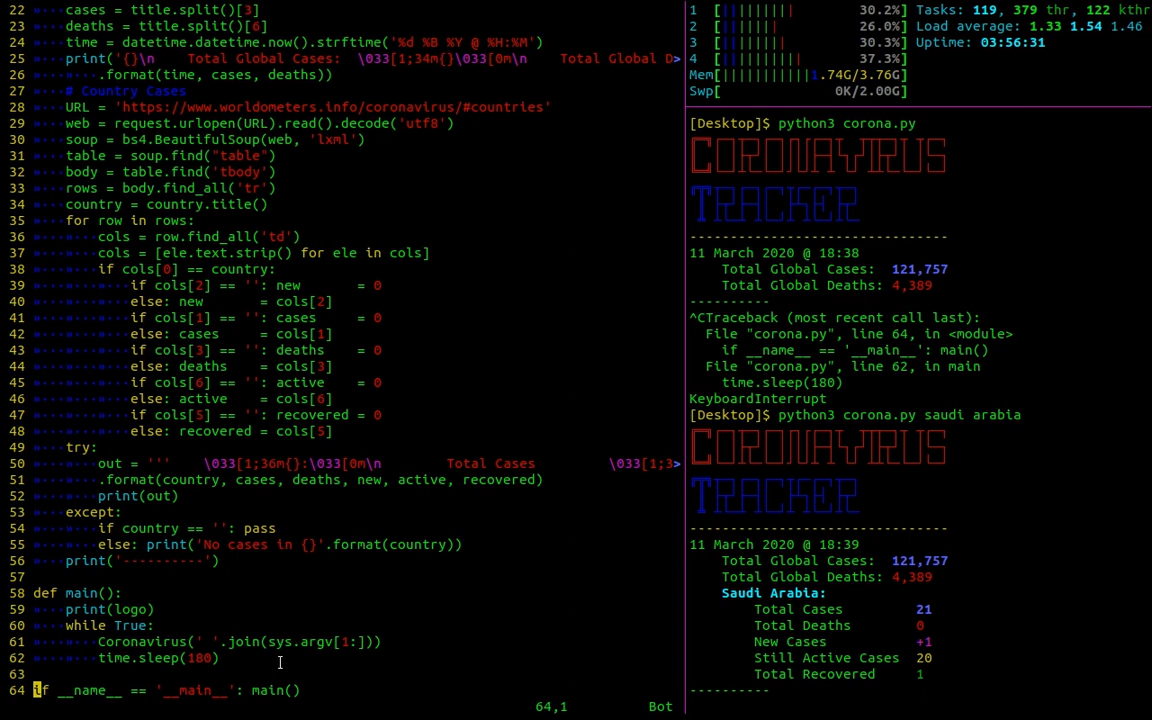 22 cases = title.split()[3]
23 deaths = title.split()[6]
24 time = datetime.datetime.now().strftime('%d %B %Y @ %H:%M')
25 print('{}\n    Total Global Cases:  \033[1;34m{}\033[0m\n    Total Global D>
26 .format(time, cases, deaths))
27 # Country Cases
28 URL = 'https://www.worldometers.info/coronavirus/#countries'
29 web = request.urlopen(URL).read().decode('utf8')
30 soup = bs4.BeautifulSoup(web, 'lxml')
31 table = soup.find("table")
32 body = table.find('tbody')
33 rows = body.find_all('tr')
34 country = country.title()
35 for row in rows:
36 cols = row.find_all('td')
37 cols = [ele.text.strip() for ele in cols]
38 if cols[0] == country:
39 if cols[2] == '': new       = 0
40 else: new       = cols[2]
41 if cols[1] == '': cases     = 0
42 else: cases     = cols[1]
43 if cols[3] == '': deaths    = 0
44 else: deaths    = cols[3]
45 if cols[6] == '': active    = 0
46 else: active    = cols[6]
47 if cols[5] == '': recovered = 0
48 else: recovered = cols[5]
49 try:
50 out = '''    \033[1;36m{}:\033[0m\n        Total Cases         \033[1;3>
51 .format(country, cases, deaths, new, active, recovered)
52 print(out)
53 except:
54 if country == '': pass
55 else: print('No cases in {}'.format(country))
56 print('----------')
57
58 def main():
59 print(logo)
60 while True:
61 Coronavirus(' '.join(sys.argv[1:]))
62 time.sleep(180)
63
64 if __name__ == '__main__': main()
64,1 Bot
1 [||||||||| 30.2%] Tasks: 119, 379 thr, 122 kthr
2 [||||||| 26.0%] Load average: 1.33 1.54 1.46
3 [|||||||| 30.3%] Uptime: 03:56:31
4 [|||||||||| 37.3%]
Mem[|||||||||||1.74G/3.76G]
Swp[ 0K/2.00G]
[Desktop]$ python3 corona.py
CORONAVIRUS
TRACKER
--------------------------------
11 March 2020 @ 18:38
Total Global Cases:  121,757
Total Global Deaths: 4,389
----------
^CTraceback (most recent call last):
File "corona.py", line 64, in <module>
if __name__ == '__main__': main()
File "corona.py", line 62, in main
time.sleep(180)
KeyboardInterrupt
[Desktop]$ python3 corona.py saudi arabia
CORONAVIRUS
TRACKER
--------------------------------
11 March 2020 @ 18:39
Total Global Cases:  121,757
Total Global Deaths: 4,389
Saudi Arabia:
Total Cases 21
Total Deaths 0
New Cases +1
Still Active Cases 20
Total Recovered 1
----------